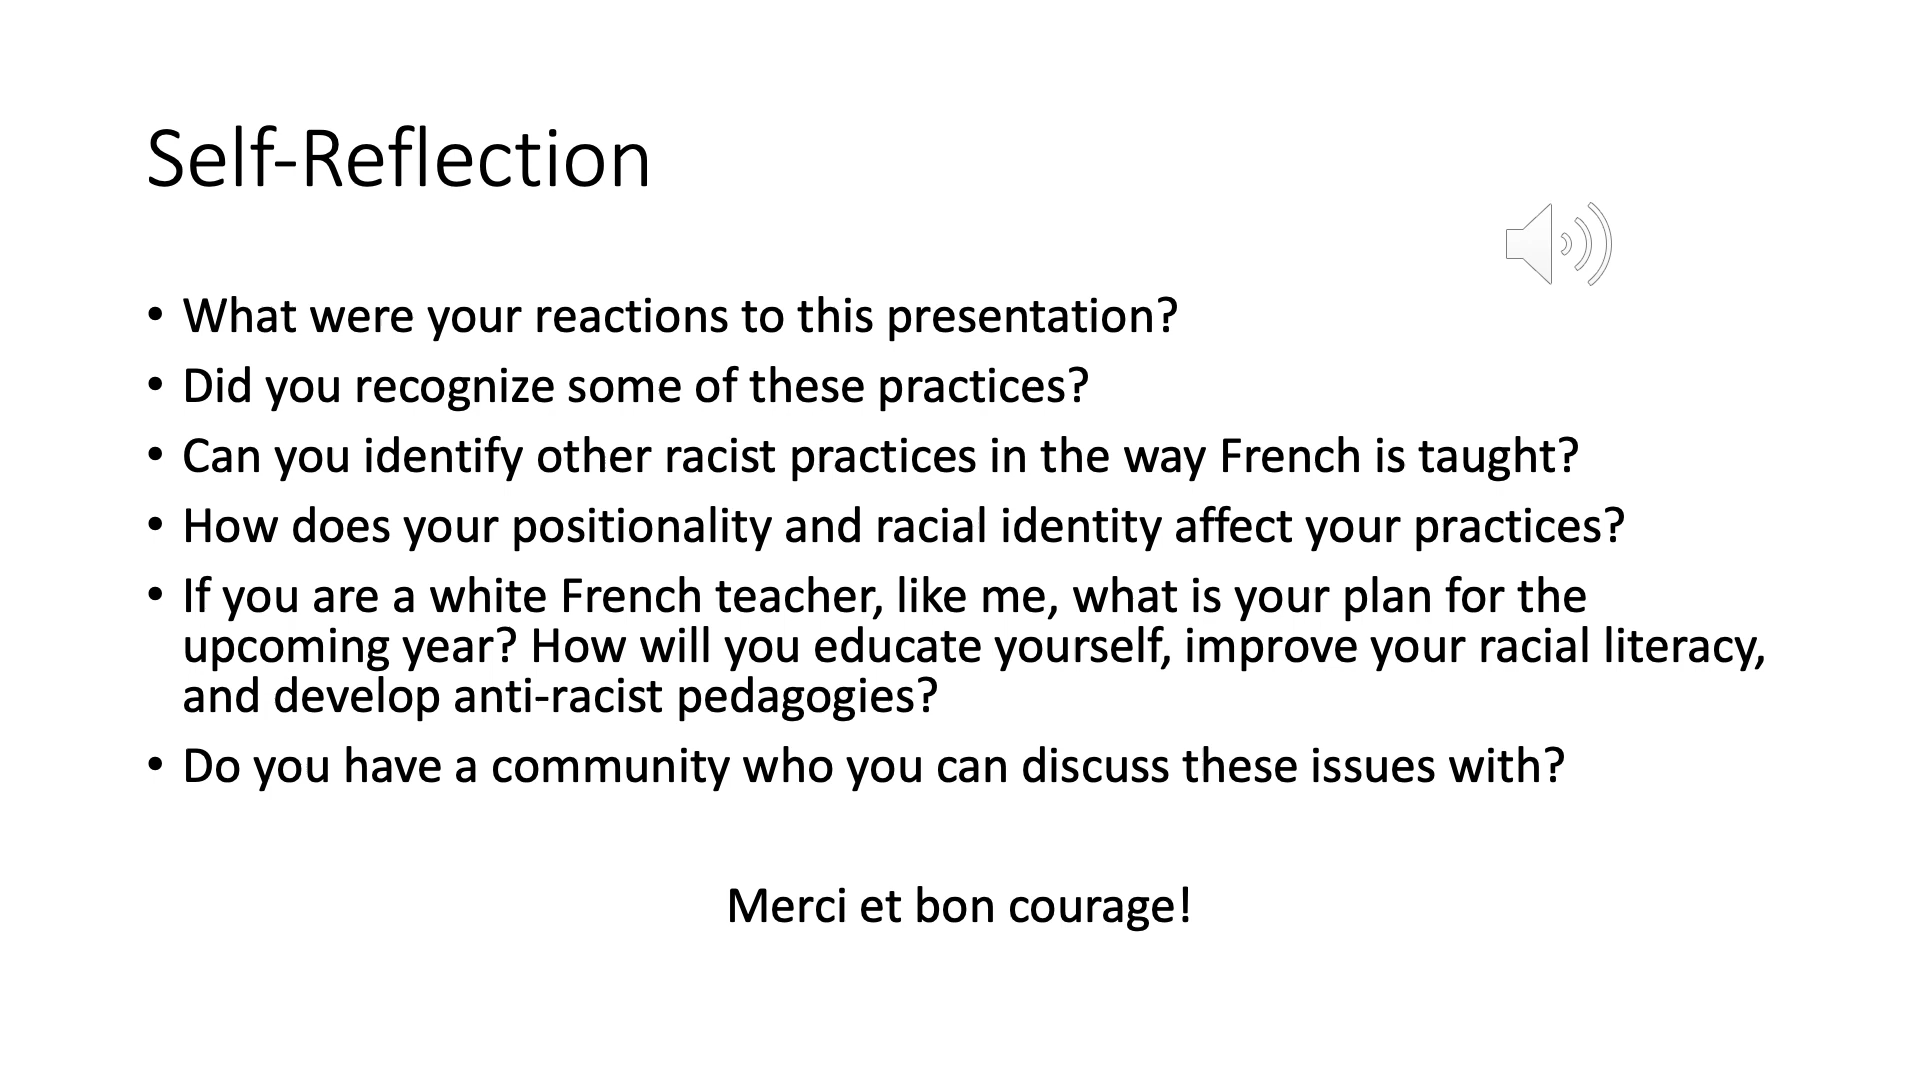 Self-Reflection
• What were your reactions to this presentation?
• Did you recognize some of these practices?
• Can you identify other racist practices in the way French is taught?
• How does your positionality and racial identity affect your practices?
• If you are a white French teacher, like me, what is your plan for the
upcoming year? How will you educate yourself, improve your racial literacy,
and develop anti-racist pedagogies?
• Do you have a community who you can discuss these issues with?
Merci et bon courage!